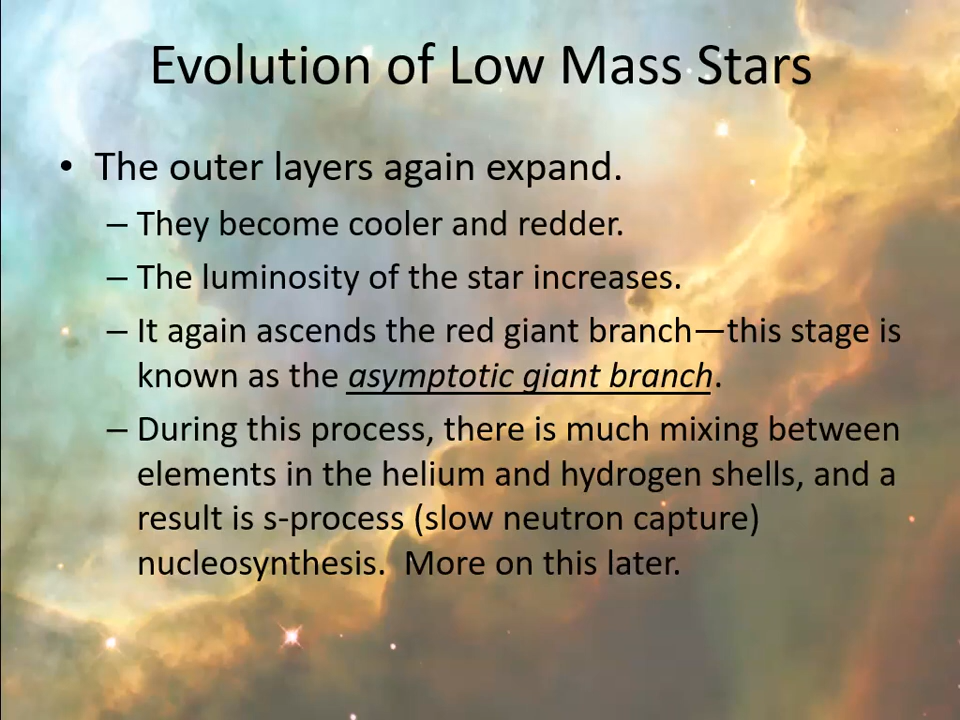 Evolution of Low Mass Stars
• The outer layers again expand.
– They become cooler and redder.
– The luminosity of the star increases.
– It again ascends the red giant branch—this stage is
known as the asymptotic giant branch.
– During this process, there is much mixing between
elements in the helium and hydrogen shells, and a
result is s-process (slow neutron capture)
nucleosynthesis.  More on this later.